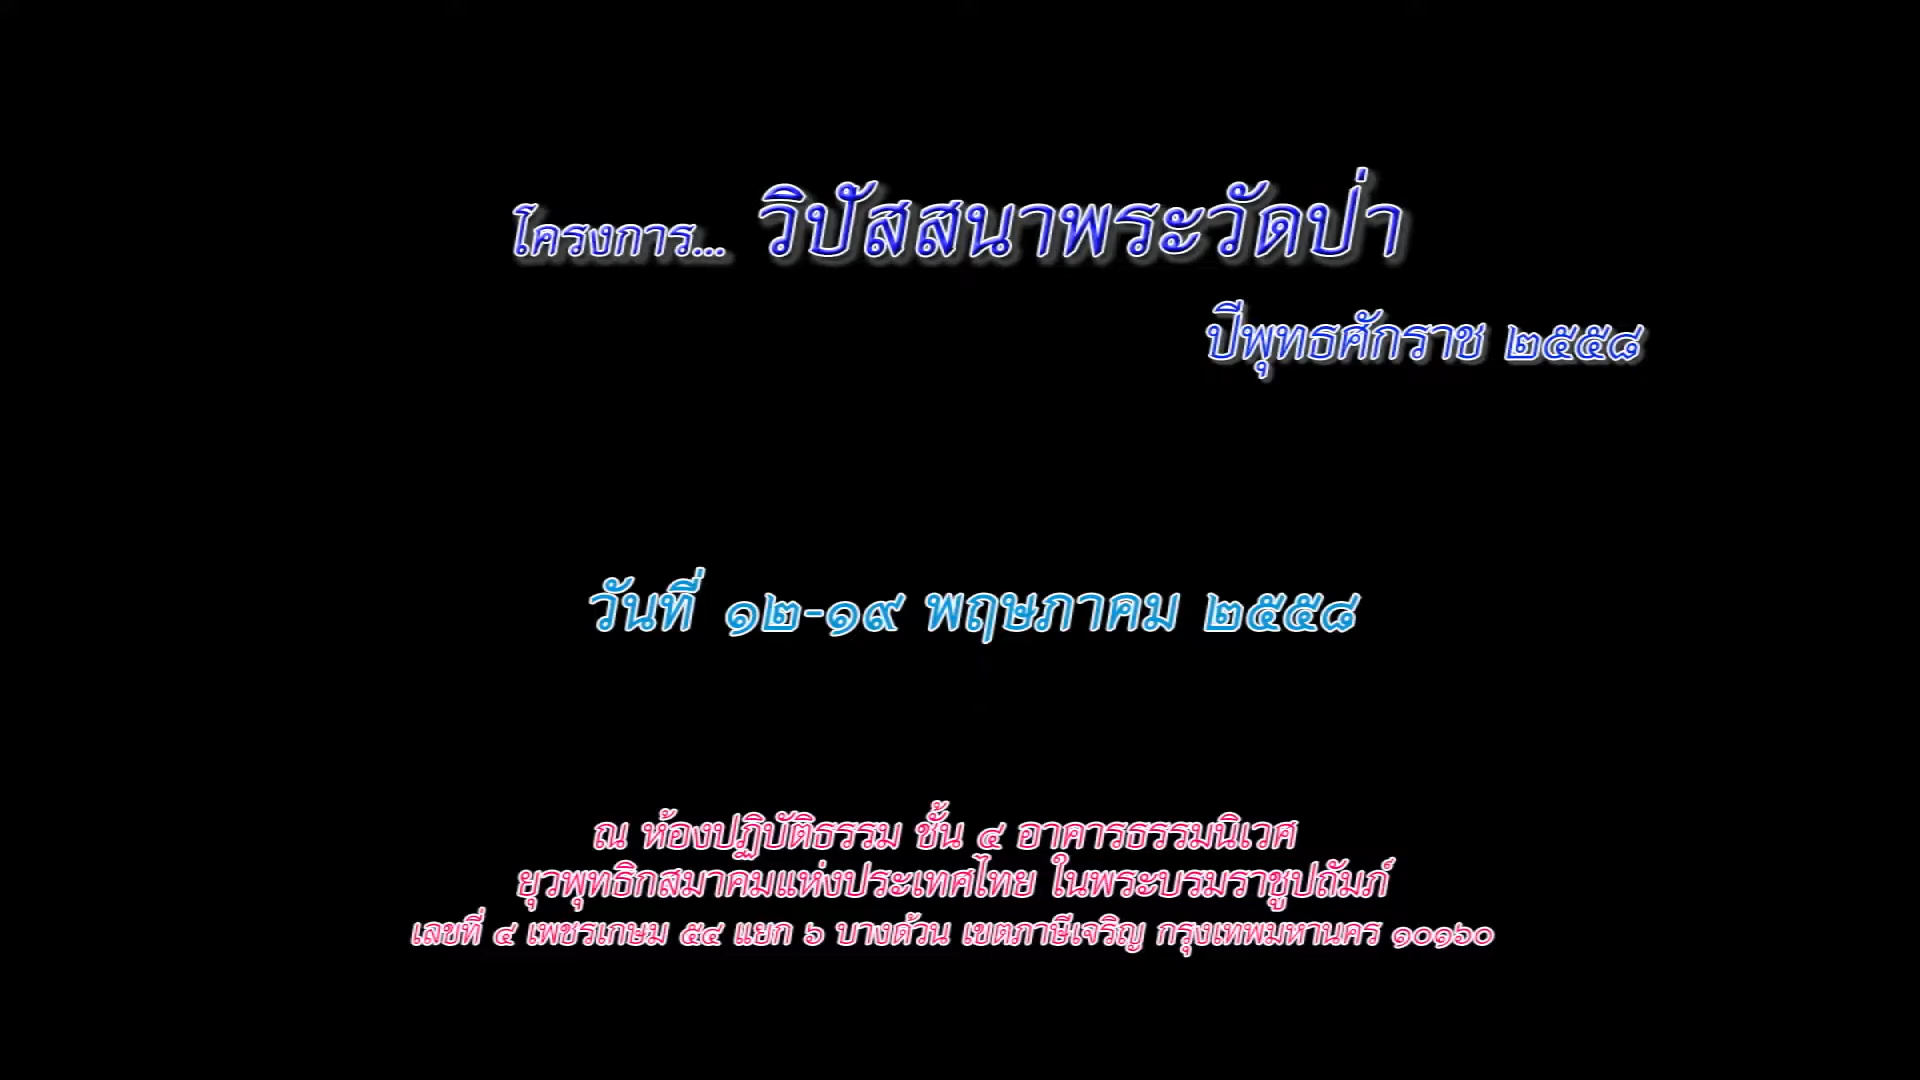 โครงการ... วิปัสสนาพระวัดป่า
ปีพุทธศักราช ๒๕๕๘
วันที่ ๑๒-๑๙ พฤษภาคม ๒๕๕๘
ณ ห้องปฏิบัติธรรม ชั้น ๔ อาคารธรรมนิเวศ
ยุวพุทธิกสมาคมแห่งประเทศไทย ในพระบรมราชูปถัมภ์
เลขที่ ๔ เพชรเกษม ๕๔ แยก ๖ บางด้วน เขตภาษีเจริญ กรุงเทพมหานคร ๑๐๑๖๐